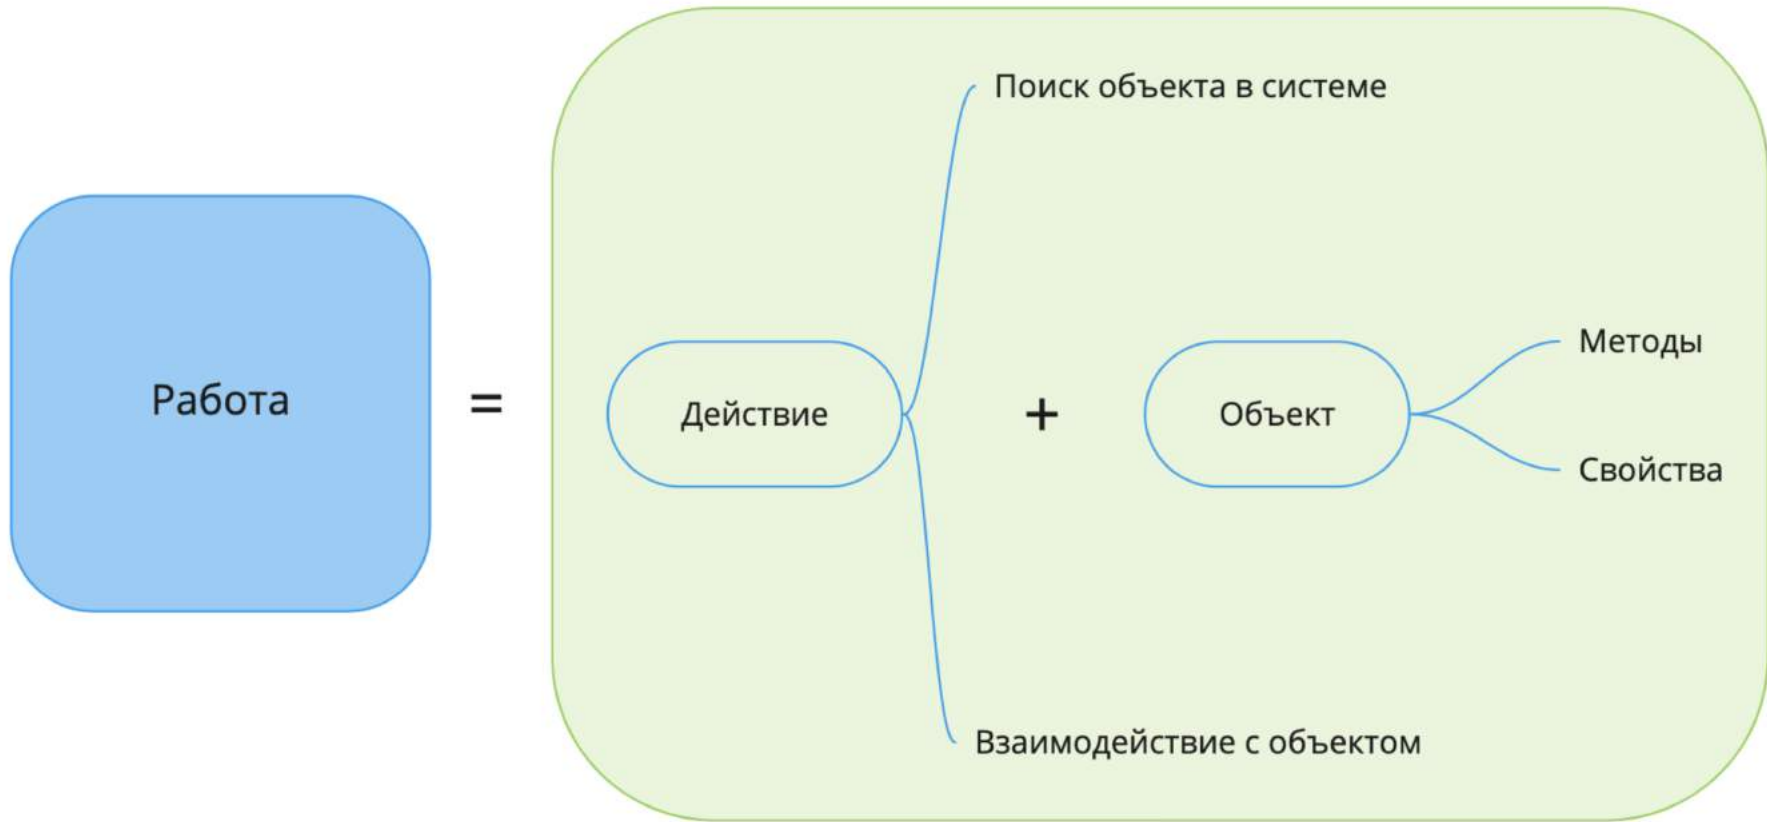 Поиск объекта в системе
Работа
=
Действие
+
Объект
Методы
Свойства
Взаимодействие с объектом